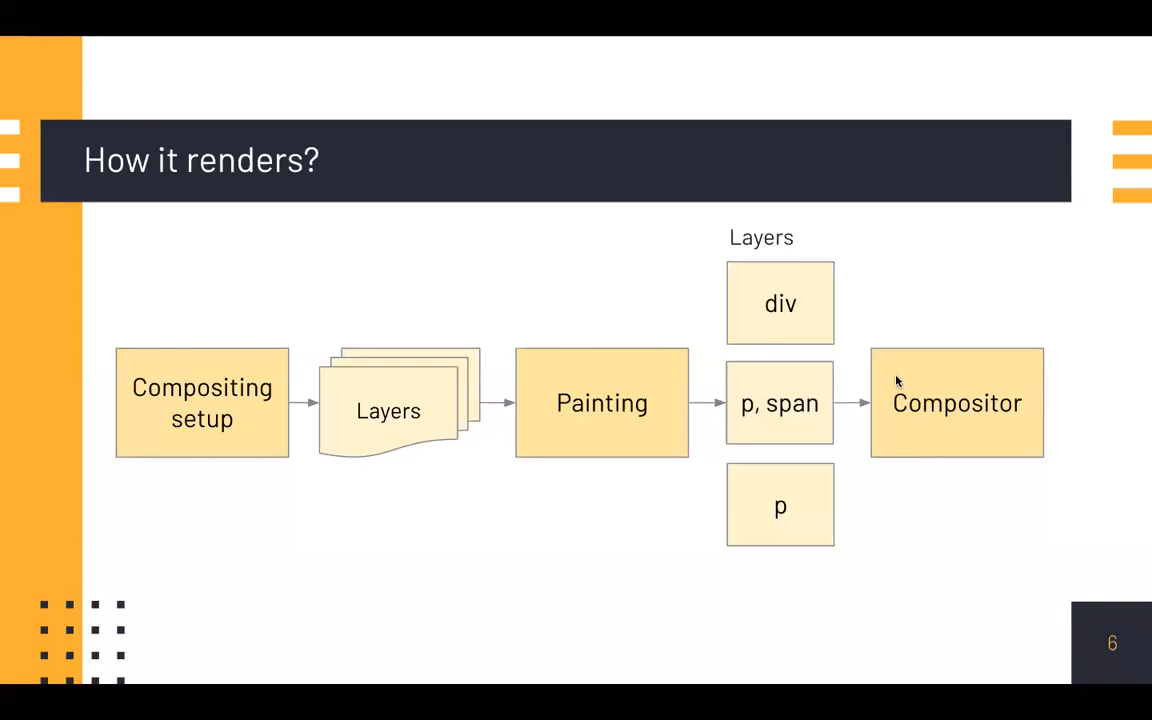 How it renders?
Layers
div
Compositing
setup
Layers
Painting
p, span
Compositor
p
6